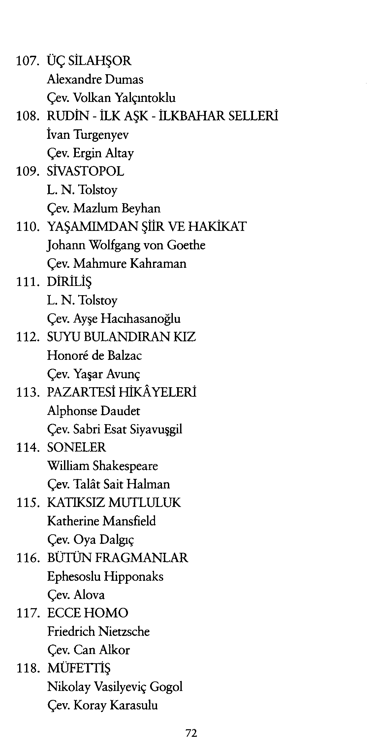 107. ÜÇ SİLAHŞOR
Alexandre Dumas
Çev. Volkan Yalçıntoklu
108. RUDİN - İLK AŞK - İLKBAHAR SELLERİ
İvan Turgenyev
Çev. Ergin Altay
109. SİVASTOPOL
L. N. Tolstoy
Çev. Mazlum Beyhan
110. YAŞAMIMDAN ŞİİR VE HAKİKAT
Johann Wolfgang von Goethe
Çev. Mahmure Kahraman
111. DİRİLİŞ
L. N. Tolstoy
Çev. Ayşe Hacıhasanoğlu
112. SUYU BULANDIRAN KIZ
Honoré de Balzac
Çev. Yaşar Avunç
113. PAZARTESİ HİKÂYELERİ
Alphonse Daudet
Çev. Sabri Esat Siyavuşgil
114. SONELER
William Shakespeare
Çev. Talât Sait Halman
115. KATIKSIZ MUTLULUK
Katherine Mansfield
Çev. Oya Dalgıç
116. BÜTÜN FRAGMANLAR
Ephesoslu Hipponaks
Çev. Alova
117. ECCE HOMO
Friedrich Nietzsche
Çev. Can Alkor
118. MÜFETTİŞ
Nikolay Vasilyeviç Gogol
Çev. Koray Karasulu
72